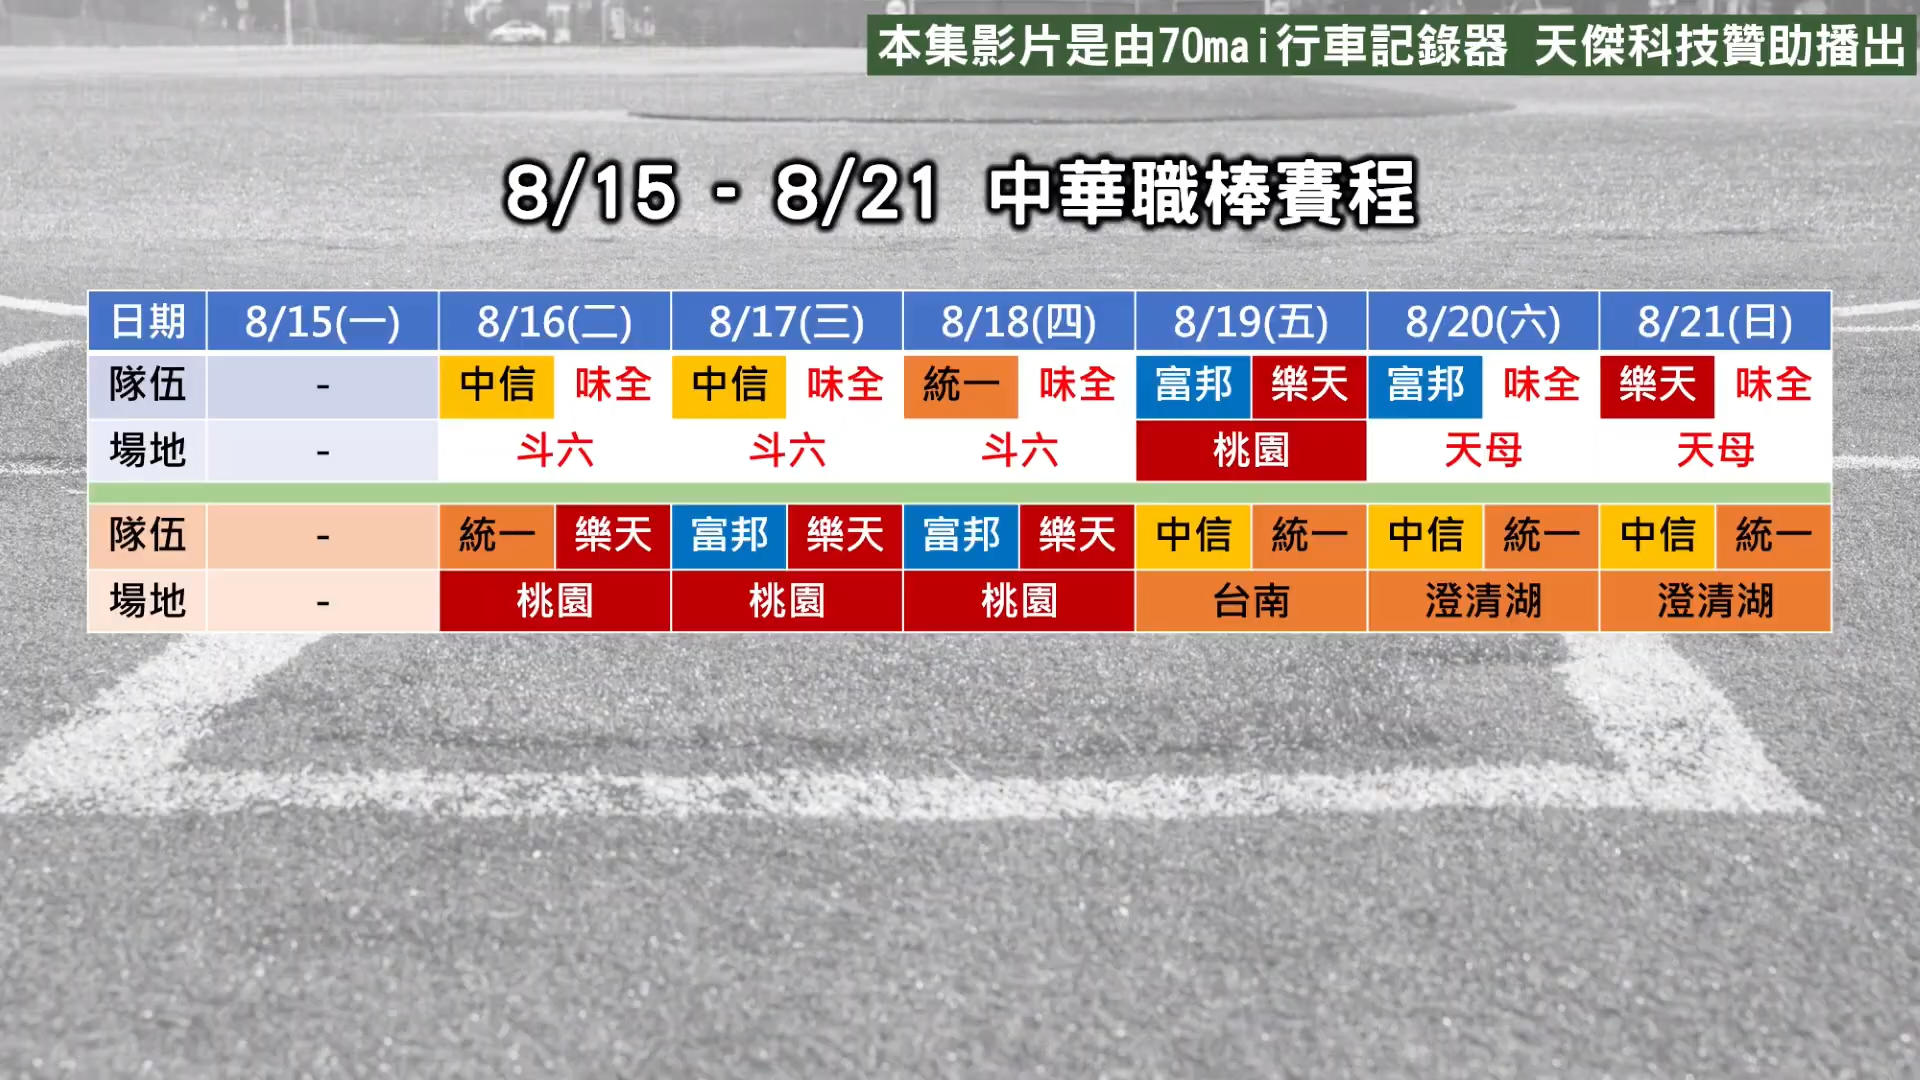 本集影片是由70mai行車記錄器 天傑科技贊助播出
8/15 - 8/21 中華職棒賽程
日期 8/15(一) 8/16(二) 8/17(三) 8/18(四) 8/19(五) 8/20(六) 8/21(日)
隊伍 - 中信 味全 中信 味全 統一 味全 富邦 樂天 富邦 味全 樂天 味全
場地 - 斗六 斗六 斗六 桃園 天母 天母
隊伍 - 統一 樂天 富邦 樂天 富邦 樂天 中信 統一 中信 統一 中信 統一
場地 - 桃園 桃園 桃園 台南 澄清湖 澄清湖